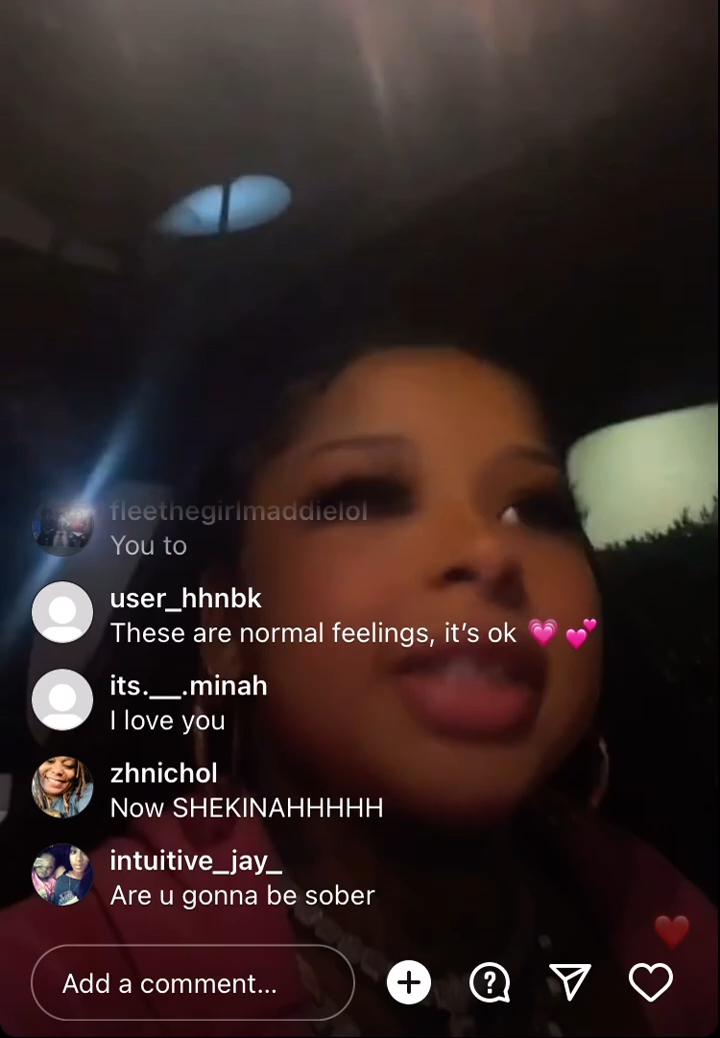 fleethegirlmaddielol
You to
user_hhnbk
These are normal feelings, it’s ok 💗 💕
its.__.minah
I love you
zhnichol
Now SHEKINAHHHHH
intuitive_jay_
Are u gonna be sober
Add a comment...